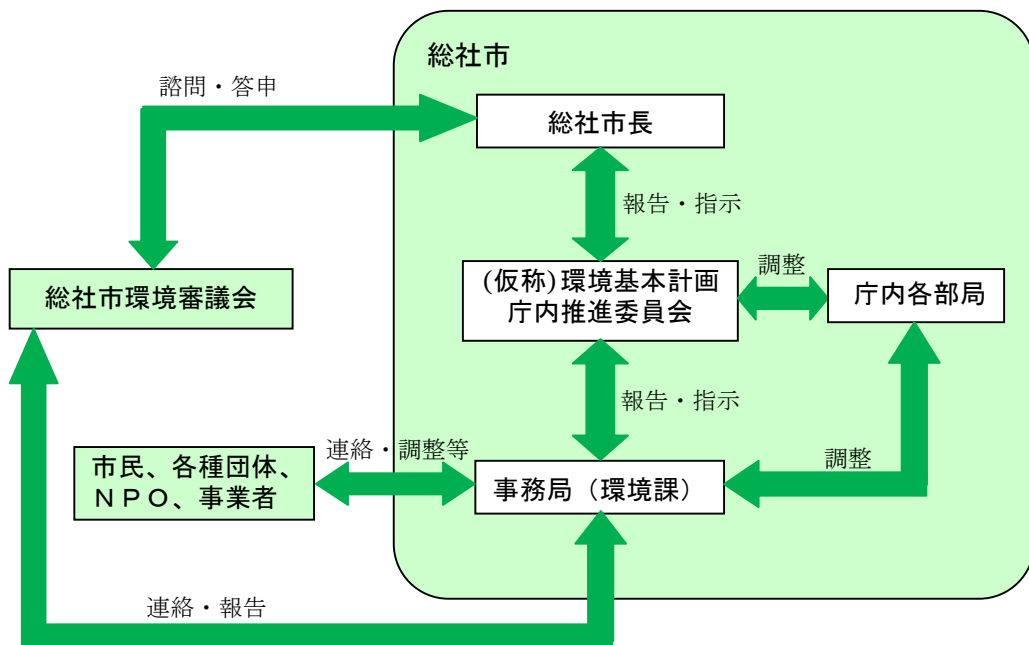 総社市
諮問・答申
総社市長
報告・指示
総社市環境審議会
(仮称)環境基本計画
庁内推進委員会
調整
庁内各部局
報告・指示
市民、各種団体、
ＮＰＯ、事業者
連絡・調整等
事務局（環境課）
調整
連絡・報告